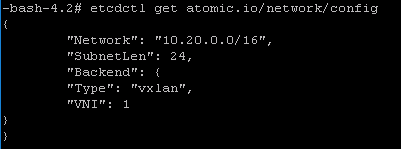 -bash-4.2# etcdctl get atomic.io/network/config
{
        "Network": "10.20.0.0/16",
        "SubnetLen": 24,
        "Backend": {
        "Type": "vxlan",
        "VNI": 1
}
}